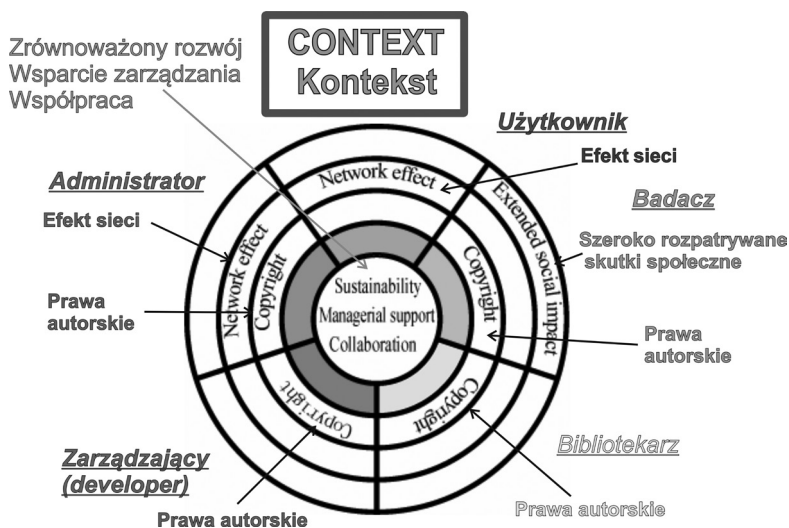 CONTEXT
Kontekst
Zrównoważony rozwój
Wsparcie zarządzania
Współpraca
Użytkownik
Efekt sieci
Administrator
Efekt sieci
Badacz
Szeroko rozpatrywane
skutki społeczne
Network effect
Extended social impact
Network effect
Copyright
Copyright
Sustainability
Managerial support
Collaboration
Prawa
autorskie
Prawa
autorskie
Copyright
Copyright
Zarządzający
(developer)
Bibliotekarz
Prawa autorskie
Prawa autorskie